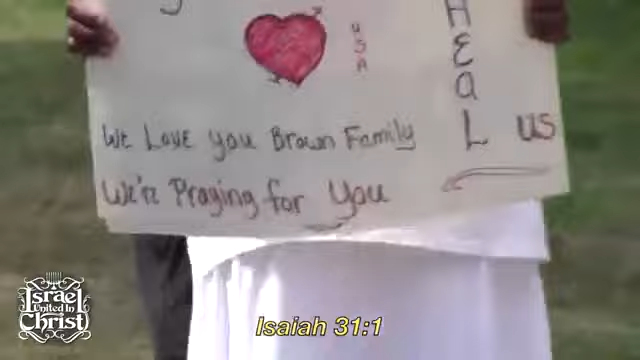 USA
HEAL US
We Love you Brown Family
We're Praying for You
Israel
United In
Christ
Isaiah 31:1